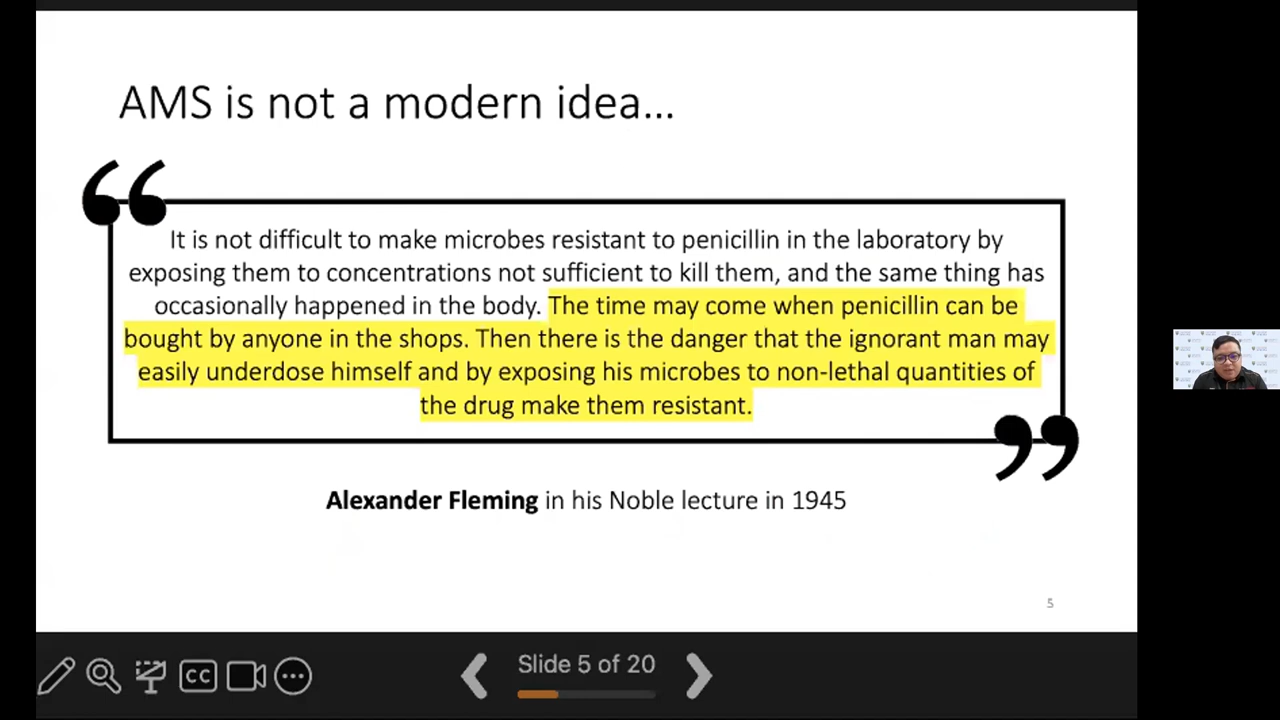 AMS is not a modern idea...
It is not difficult to make microbes resistant to penicillin in the laboratory by
exposing them to concentrations not sufficient to kill them, and the same thing has
occasionally happened in the body. The time may come when penicillin can be
bought by anyone in the shops. Then there is the danger that the ignorant man may
easily underdose himself and by exposing his microbes to non-lethal quantities of
the drug make them resistant.
Alexander Fleming in his Noble lecture in 1945
5
CC
Slide 5 of 20